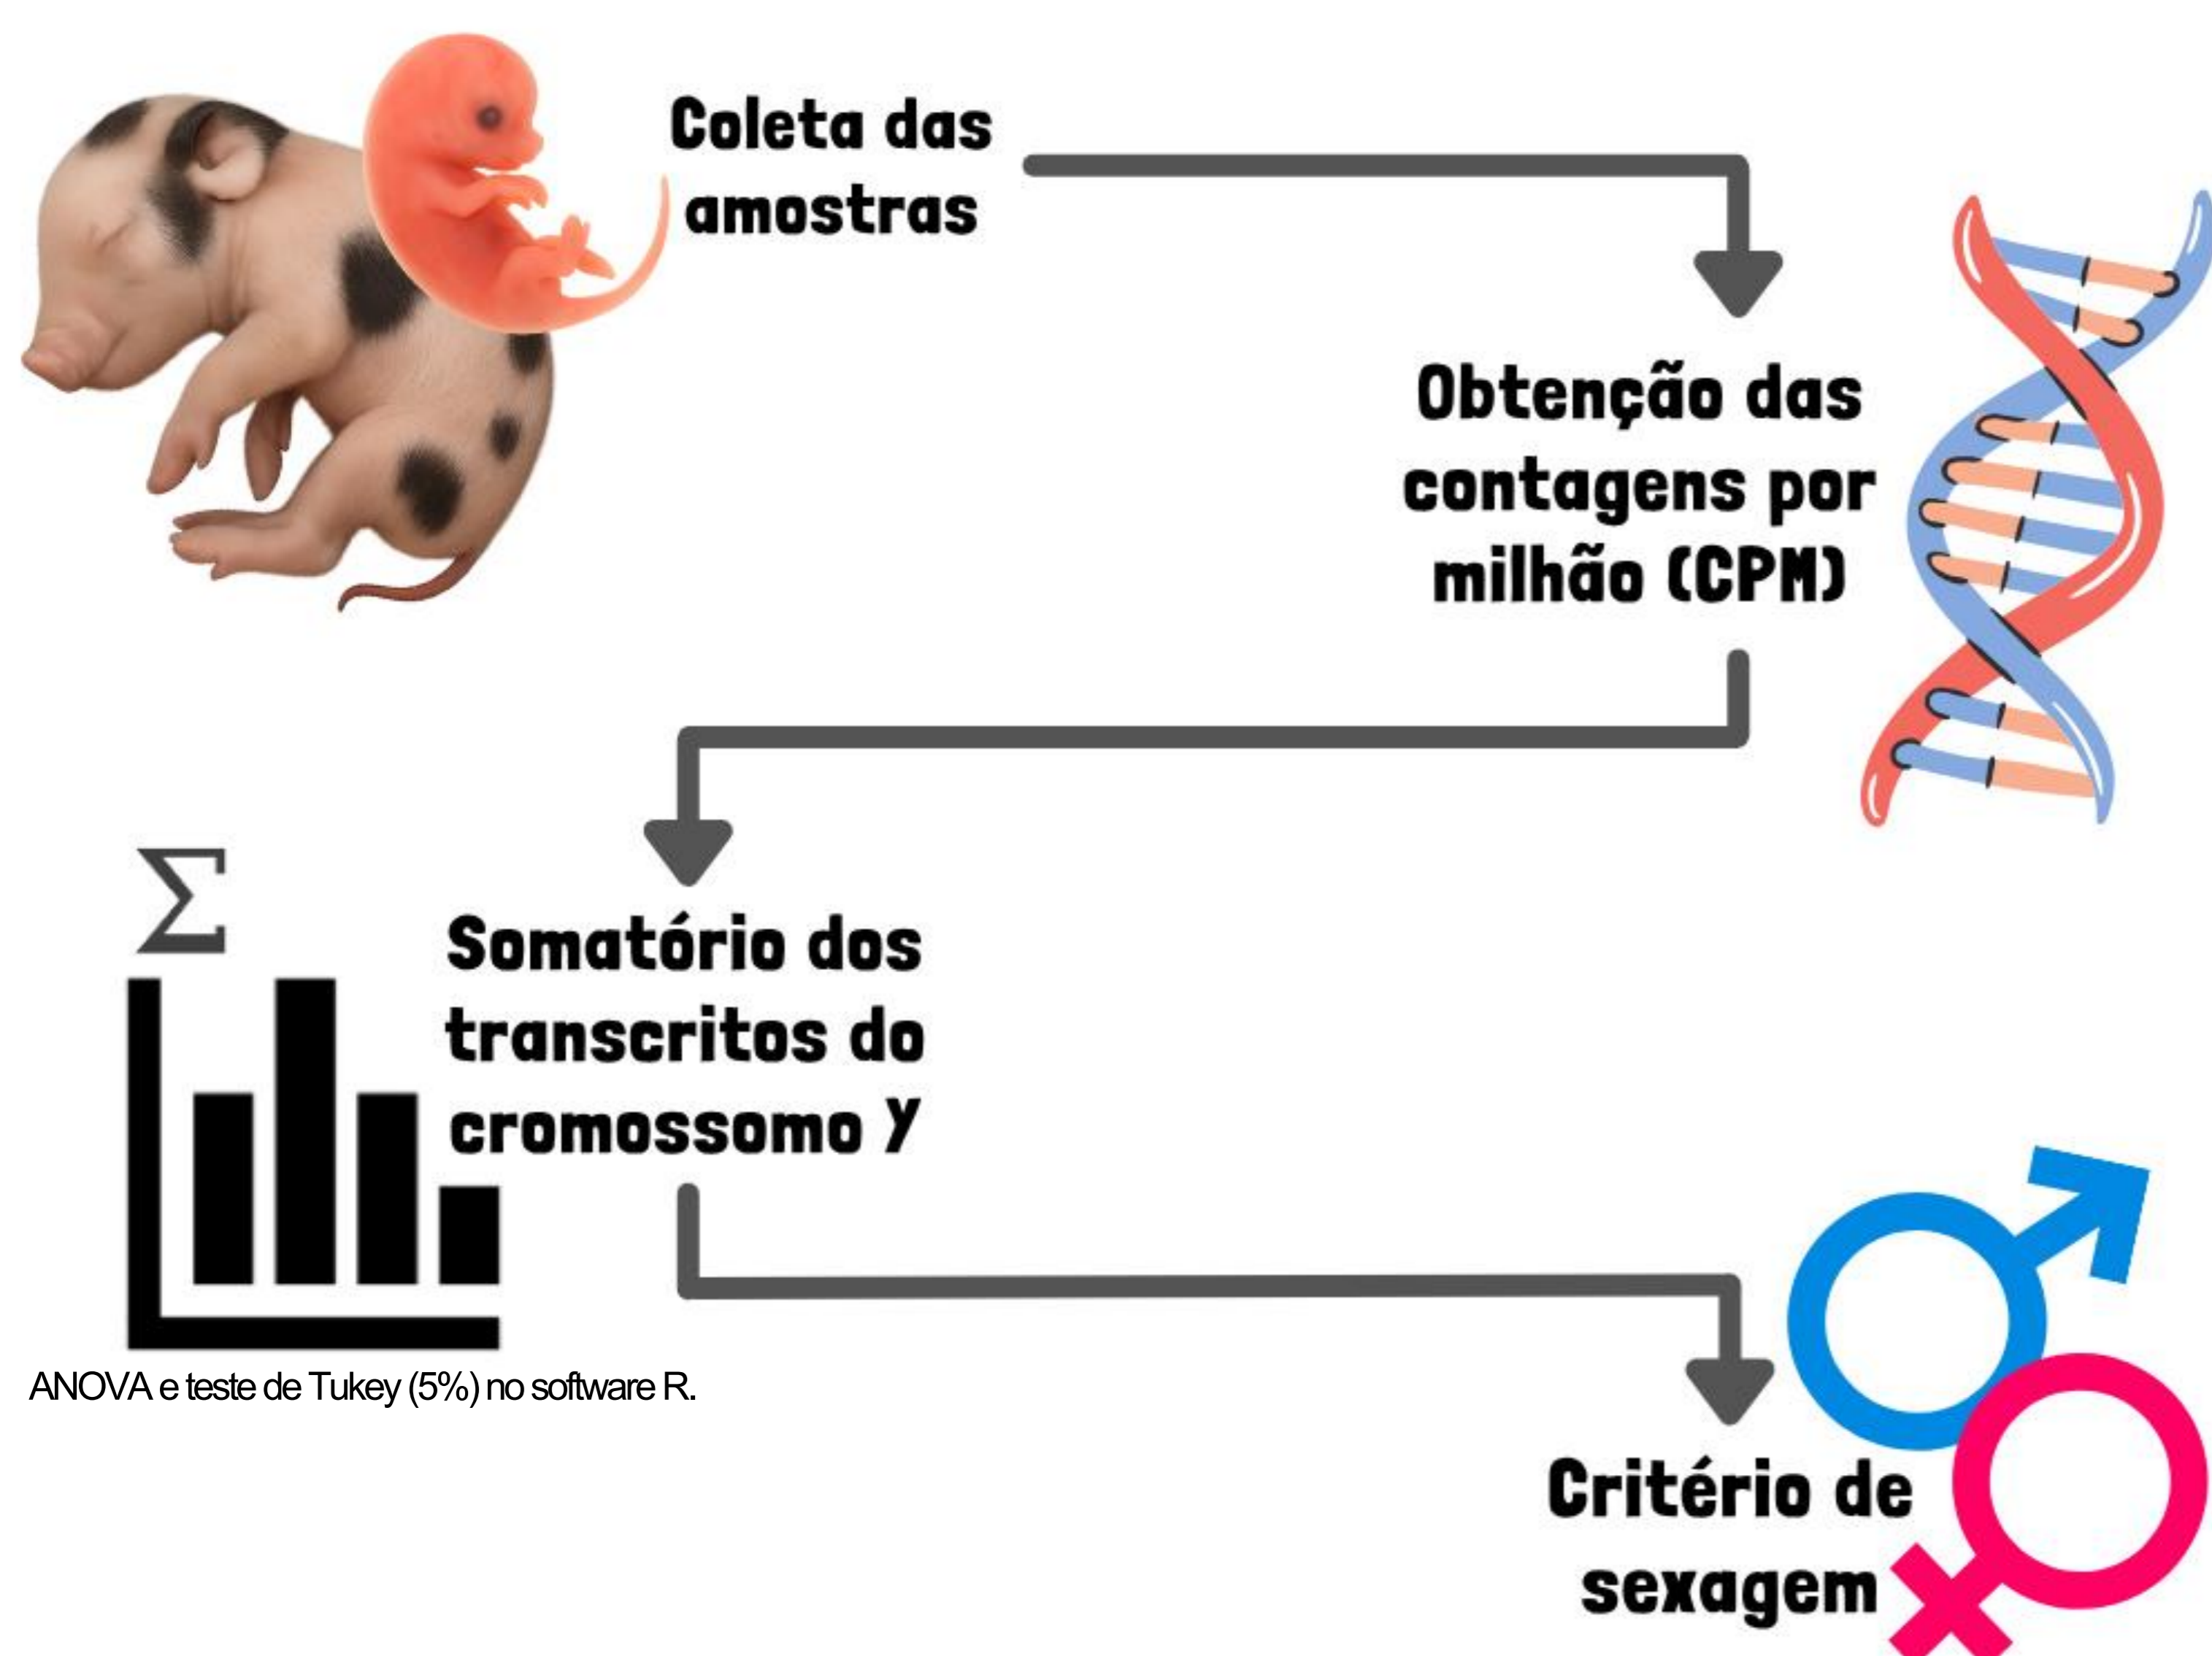 Coleta das
amostras
Obtenção das
contagens por
milhão (CPM)
Σ
Somatório dos
transcritos do
cromossomo Y
ANOVA e teste de Tukey (5%) no software R.
Critério de
sexagem